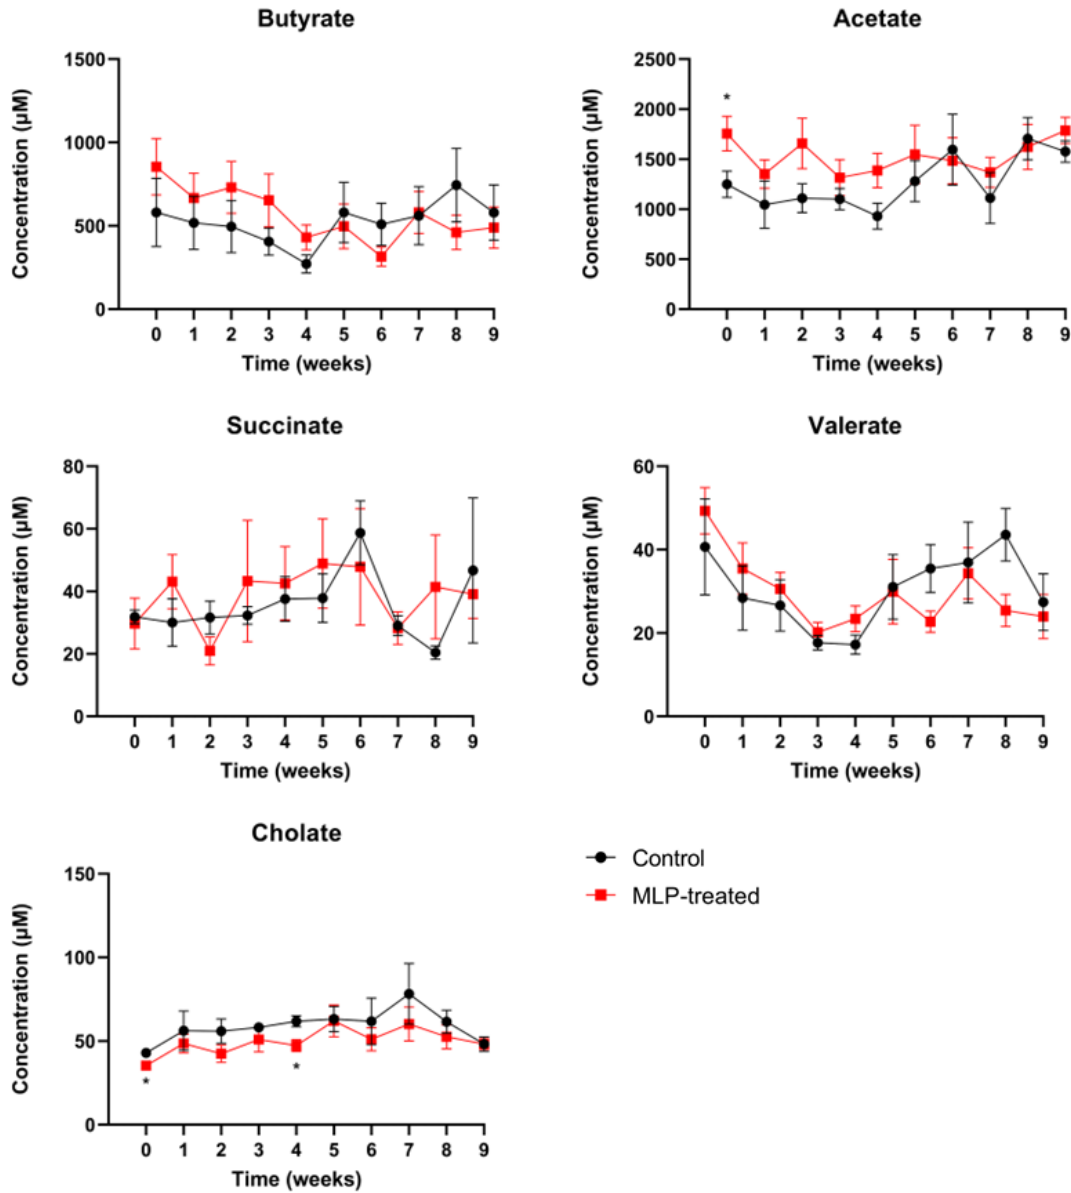 Butyrate
Concentration (µM)
1500
1000
500
0
0 1 2 3 4 5 6 7 8 9
Time (weeks)
Acetate
Concentration (µM)
2500
2000
1500
1000
500
0
*
0 1 2 3 4 5 6 7 8 9
Time (weeks)
Succinate
Concentration (µM)
80
60
40
20
0
0 1 2 3 4 5 6 7 8 9
Time (weeks)
Valerate
Concentration (µM)
60
40
20
0
0 1 2 3 4 5 6 7 8 9
Time (weeks)
Cholate
Concentration (µM)
150
100
50
0
* *
0 1 2 3 4 5 6 7 8 9
Time (weeks)
Control
MLP-treated